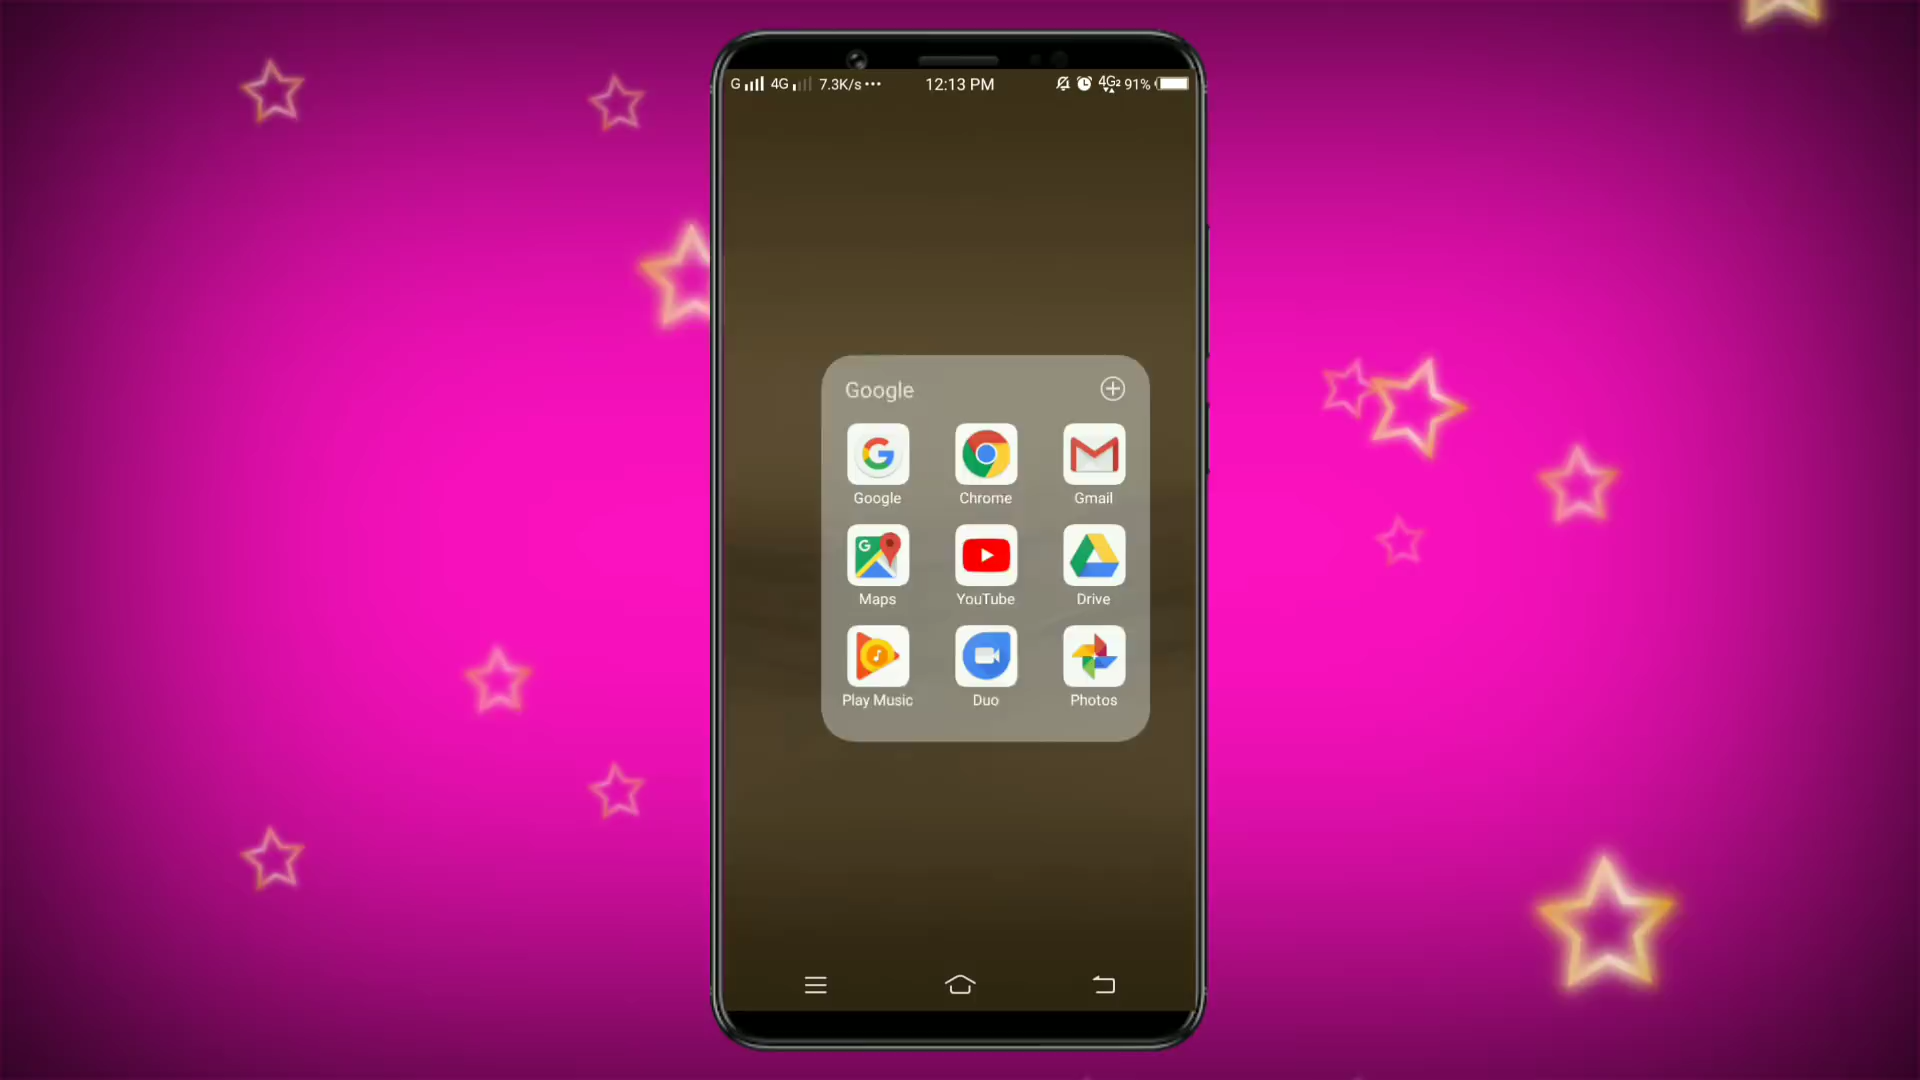 G 4G 7.3K/s ... 12:13 PM 4G2 91%
Google
Google Chrome Gmail
Maps YouTube Drive
Play Music Duo Photos